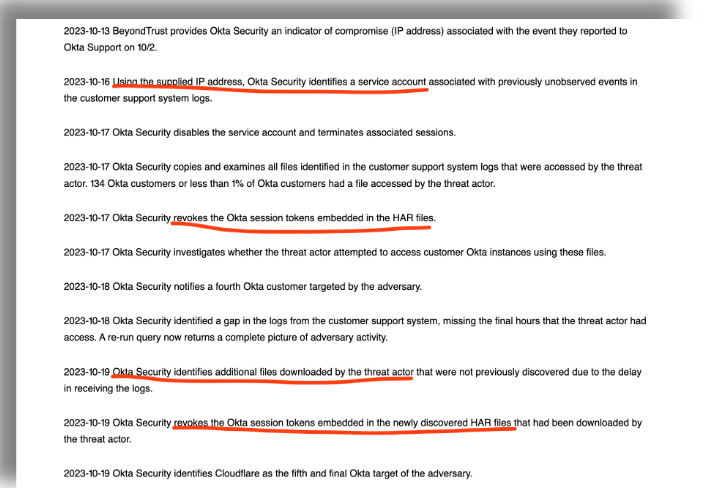 2023-10-13 BeyondTrust provides Okta Security an indicator of compromise (IP address) associated with the event they reported to
Okta Support on 10/2.
2023-10-16 Using the supplied IP address, Okta Security identifies a service account associated with previously unobserved events in
the customer support system logs.
2023-10-17 Okta Security disables the service account and terminates associated sessions.
2023-10-17 Okta Security copies and examines all files identified in the customer support system logs that were accessed by the threat
actor. 134 Okta customers or less than 1% of Okta customers had a file accessed by the threat actor.
2023-10-17 Okta Security revokes the Okta session tokens embedded in the HAR files.
2023-10-17 Okta Security investigates whether the threat actor attempted to access customer Okta instances using these files.
2023-10-18 Okta Security notifies a fourth Okta customer targeted by the adversary.
2023-10-18 Okta Security identified a gap in the logs from the customer support system, missing the final hours that the threat actor had
access. A re-run query now returns a complete picture of adversary activity.
2023-10-19 Okta Security identifies additional files downloaded by the threat actor that were not previously discovered due to the delay
in receiving the logs.
2023-10-19 Okta Security revokes the Okta session tokens embedded in the newly discovered HAR files that had been downloaded by
the threat actor.
2023-10-19 Okta Security identifies Cloudflare as the fifth and final Okta target of the adversary.